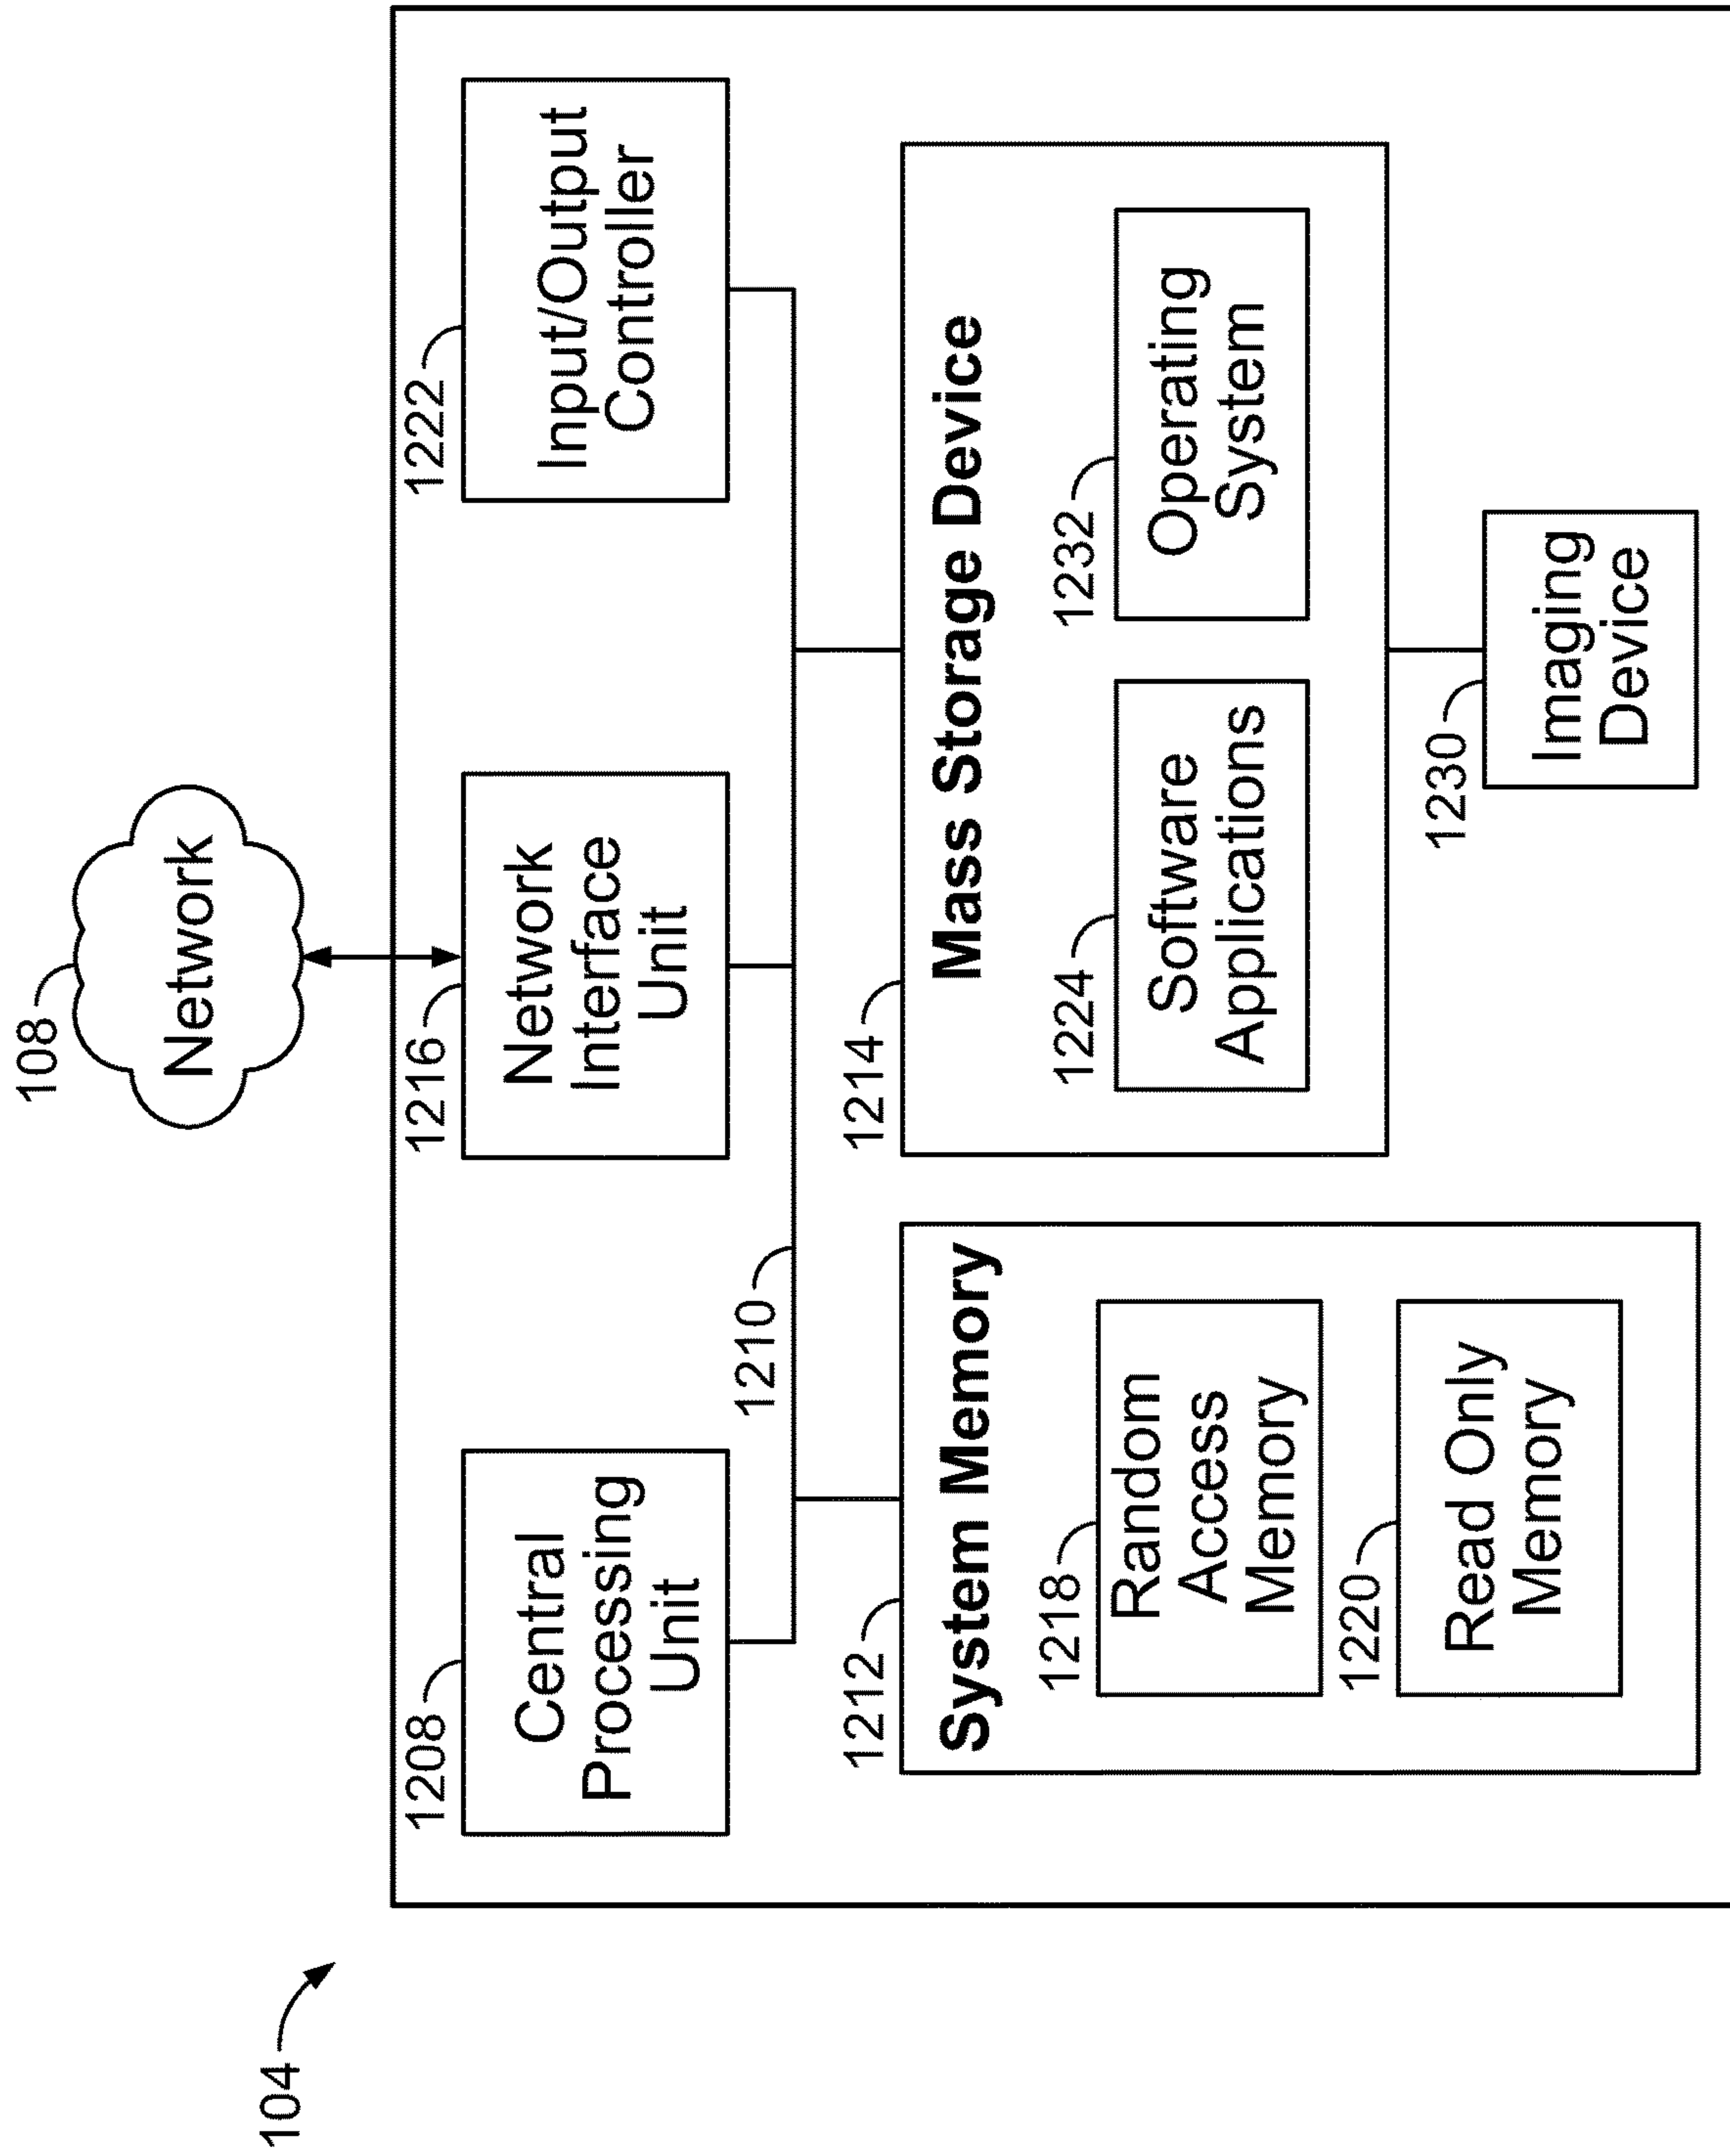 104
108
Network
1208
Central
Processing
Unit
1216
Network
Interface
Unit
1222
Input/Output
Controller
1210
1212
System Memory
1218
Random
Access
Memory
1220
Read Only
Memory
1214
Mass Storage Device
1224
Software
Applications
1232
Operating
System
1230
Imaging
Device